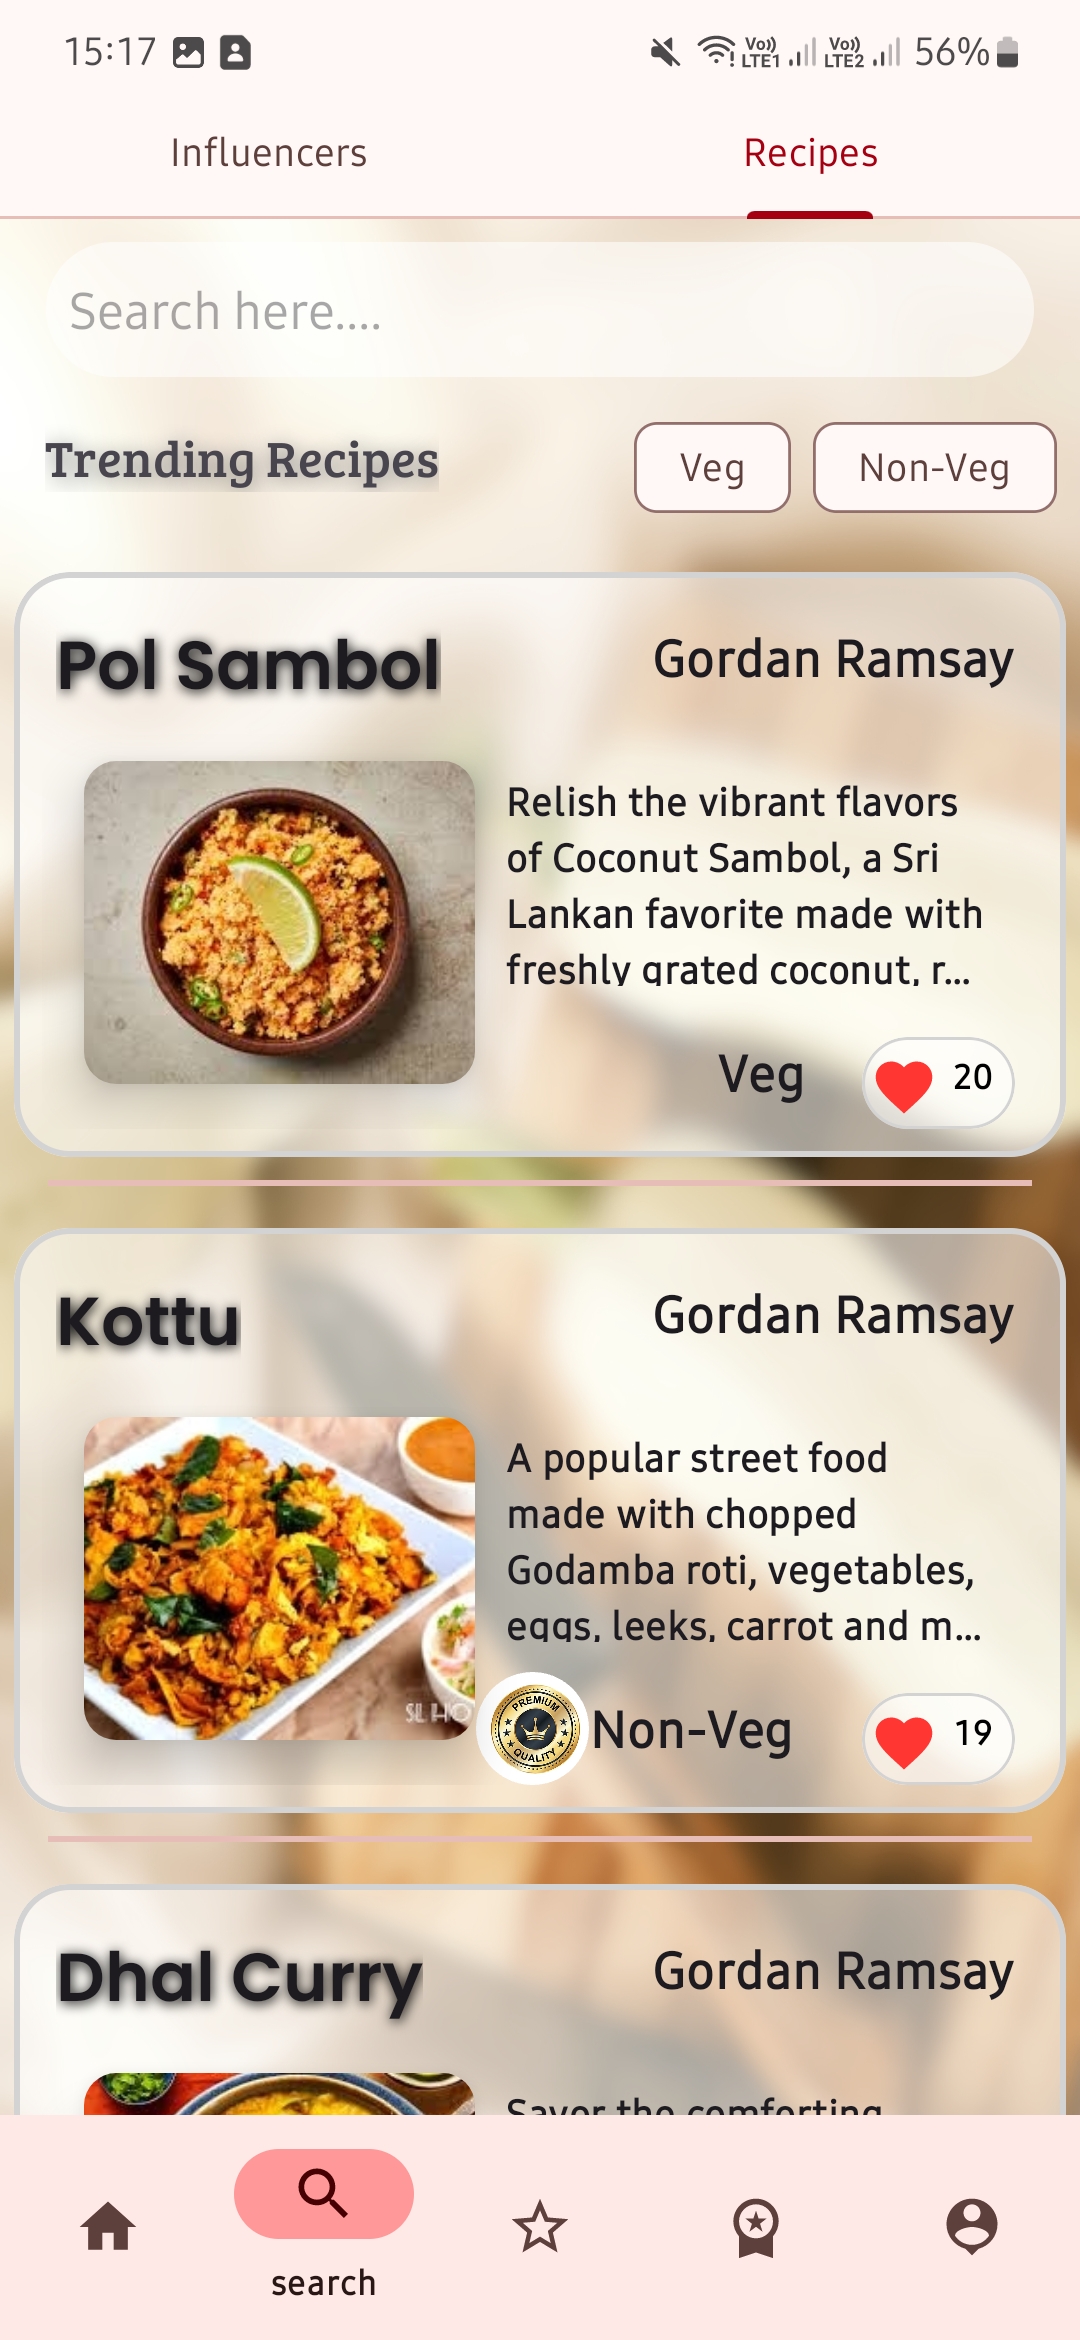 15:17
Vo)) LTE1 Vo)) LTE2 56%
Influencers Recipes
Search here....
Trending Recipes Veg Non-Veg
Pol Sambol Gordan Ramsay
Relish the vibrant flavors
of Coconut Sambol, a Sri
Lankan favorite made with
freshly grated coconut, r...
Veg 20
Kottu Gordan Ramsay
A popular street food
made with chopped
Godamba roti, vegetables,
eggs, leeks, carrot and m...
SL HO
PREMIUM
QUALITY
Non-Veg 19
Dhal Curry Gordan Ramsay
Savor the comforting
search